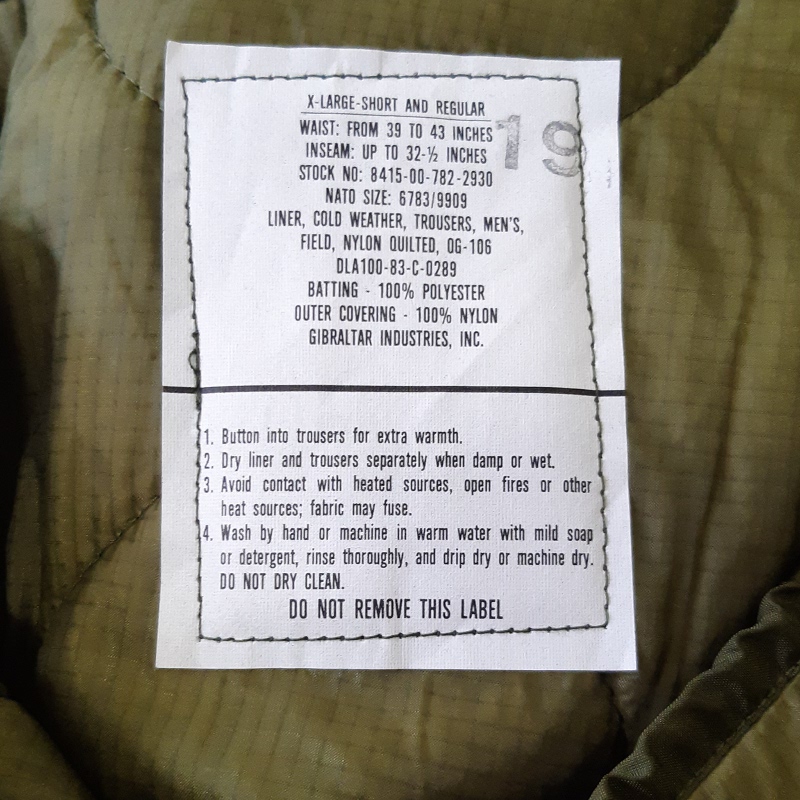 X-LARGE-SHORT AND REGULAR
WAIST: FROM 39 TO 43 INCHES
INSEAM: UP TO 32-½ INCHES
STOCK NO: 8415-00-782-2930
NATO SIZE: 6783/9909
LINER, COLD WEATHER, TROUSERS, MEN'S,
FIELD, NYLON QUILTED, OG-106
DLA100-83-C-0289
BATTING - 100% POLYESTER
OUTER COVERING - 100% NYLON
GIBRALTAR INDUSTRIES, INC.
19
1. Button into trousers for extra warmth.
2. Dry liner and trousers separately when damp or wet.
3. Avoid contact with heated sources, open fires or other
heat sources; fabric may fuse.
4. Wash by hand or machine in warm water with mild soap
or detergent, rinse thoroughly, and drip dry or machine dry.
DO NOT DRY CLEAN.
DO NOT REMOVE THIS LABEL